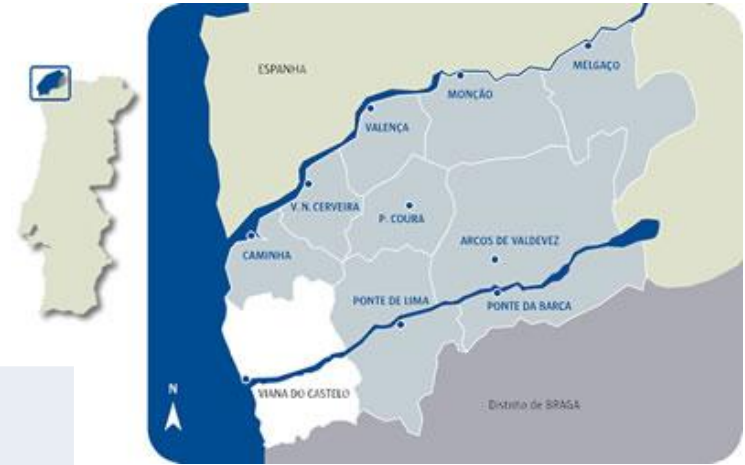 ESPANHA
MELGAÇO
MONÇÃO
VALENÇA
V. N. CERVEIRA
P. COURA
ARCOS DE VALDEVEZ
CAMINHA
PONTE DE LIMA
PONTE DA BARCA
VIANA DO CASTELO
N
Distrito de BRAGA